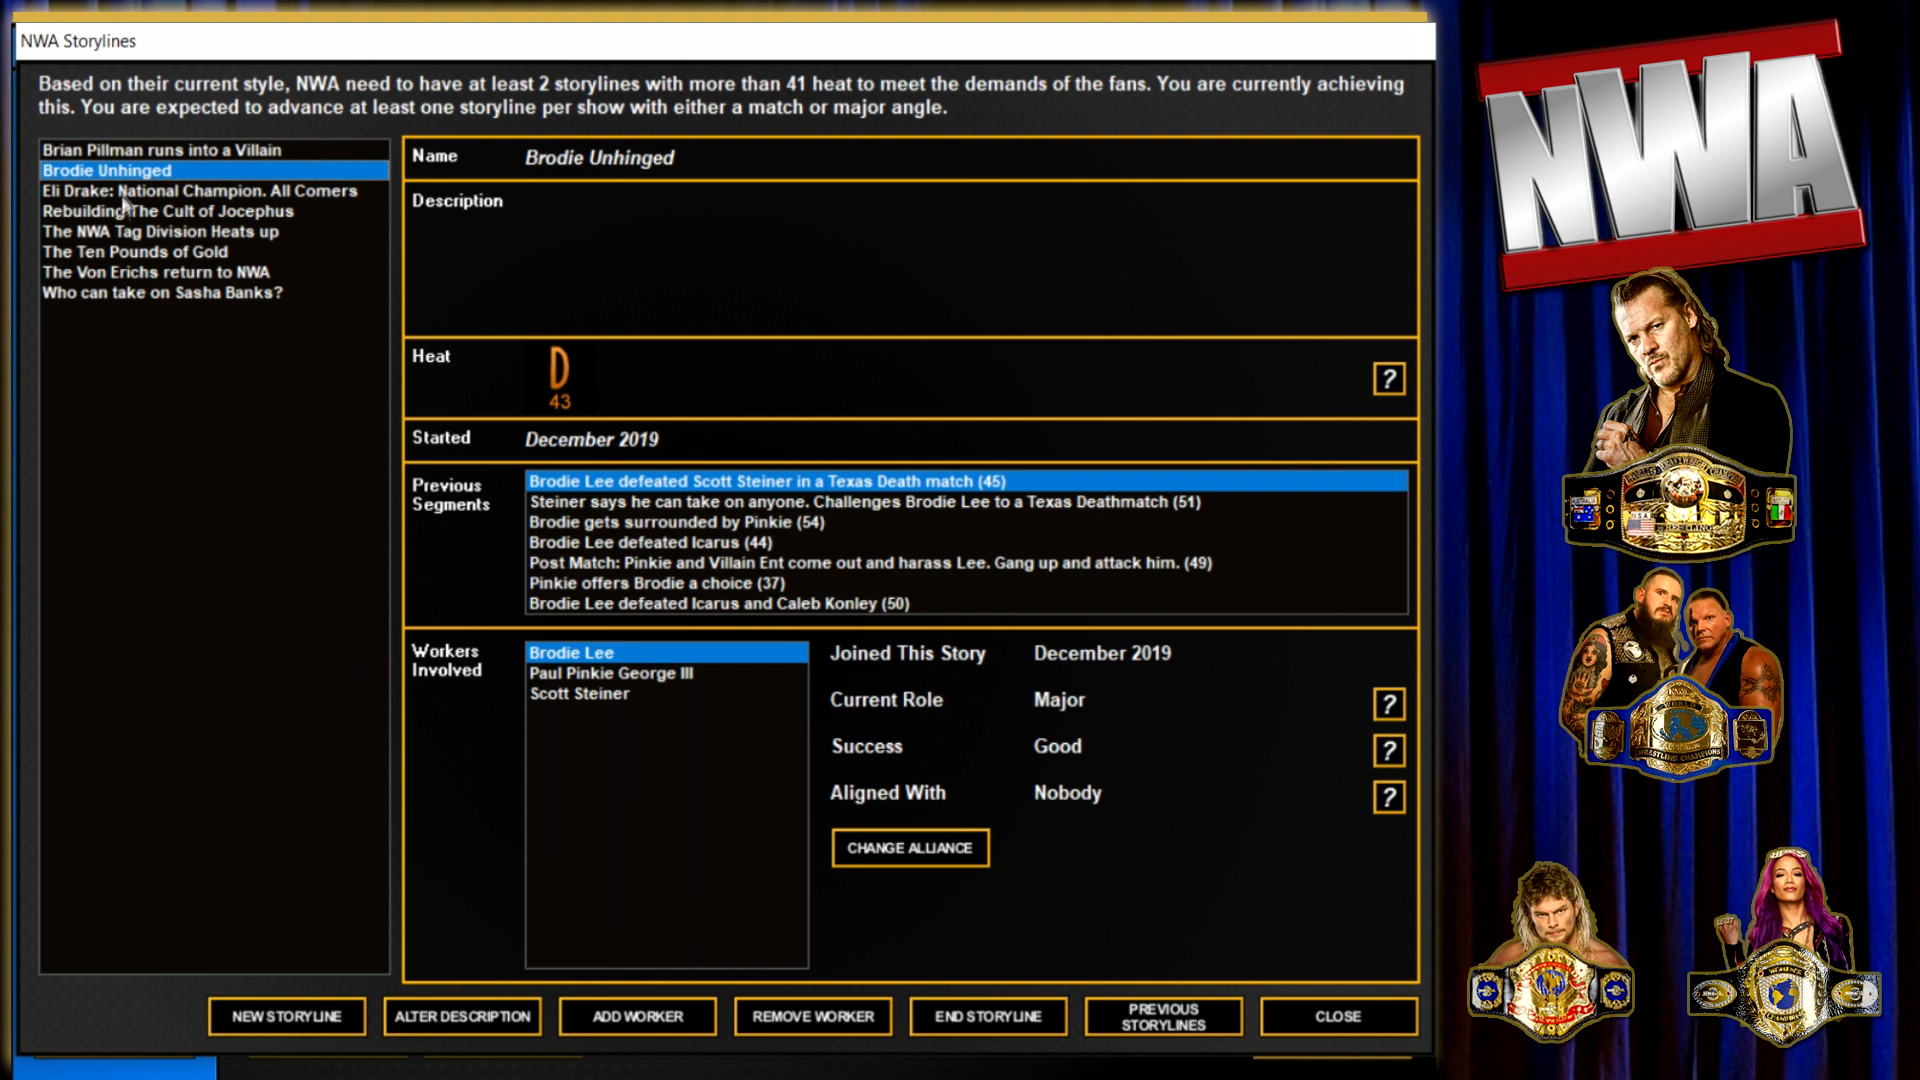 NWA Storylines
Based on their current style, NWA need to have at least 2 storylines with more than 41 heat to meet the demands of the fans. You are currently achieving
this. You are expected to advance at least one storyline per show with either a match or major angle.
Brian Pillman runs into a Villain
Brodie Unhinged
Eli Drake: National Champion. All Comers
Rebuilding The Cult of Jocephus
The NWA Tag Division Heats up
The Ten Pounds of Gold
The Von Erichs return to NWA
Who can take on Sasha Banks?
Name
Brodie Unhinged
Description
Heat
D
43
?
Started
December 2019
Previous
Segments
Brodie Lee defeated Scott Steiner in a Texas Death match (45)
Steiner says he can take on anyone. Challenges Brodie Lee to a Texas Deathmatch (51)
Brodie gets surrounded by Pinkie (54)
Brodie Lee defeated Icarus (44)
Post Match: Pinkie and Villain Ent come out and harass Lee. Gang up and attack him. (49)
Pinkie offers Brodie a choice (37)
Brodie Lee defeated Icarus and Caleb Konley (50)
Workers
Involved
Brodie Lee
Paul Pinkie George III
Scott Steiner
Joined This Story
December 2019
Current Role
Major
?
Success
Good
?
Aligned With
Nobody
?
CHANGE ALLIANCE
NEW STORYLINE
ALTER DESCRIPTION
ADD WORKER
REMOVE WORKER
END STORYLINE
PREVIOUS
STORYLINES
CLOSE
NWA